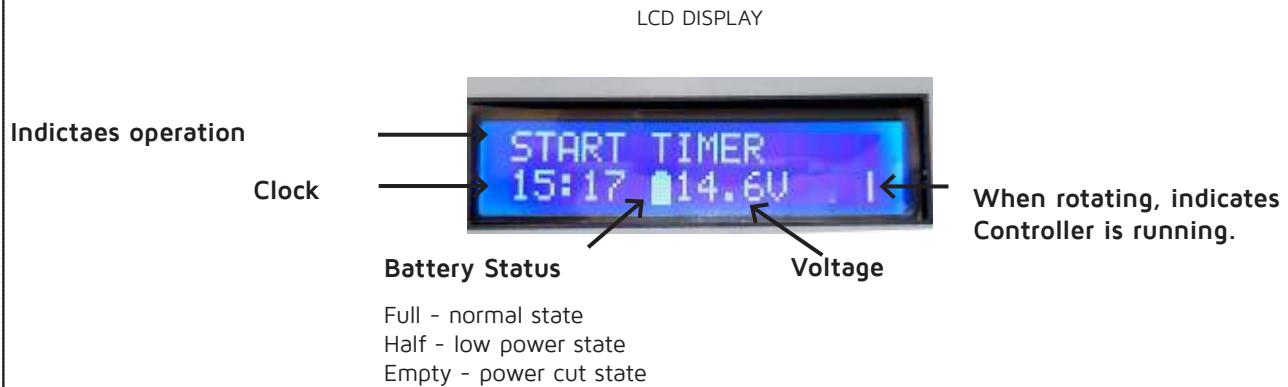 LCD DISPLAY
Indictaes operation
START TIMER
Clock
15:17 14.6V |
When rotating, indicates
Controller is running.
Battery Status
Voltage
Full - normal state
Half - low power state
Empty - power cut state